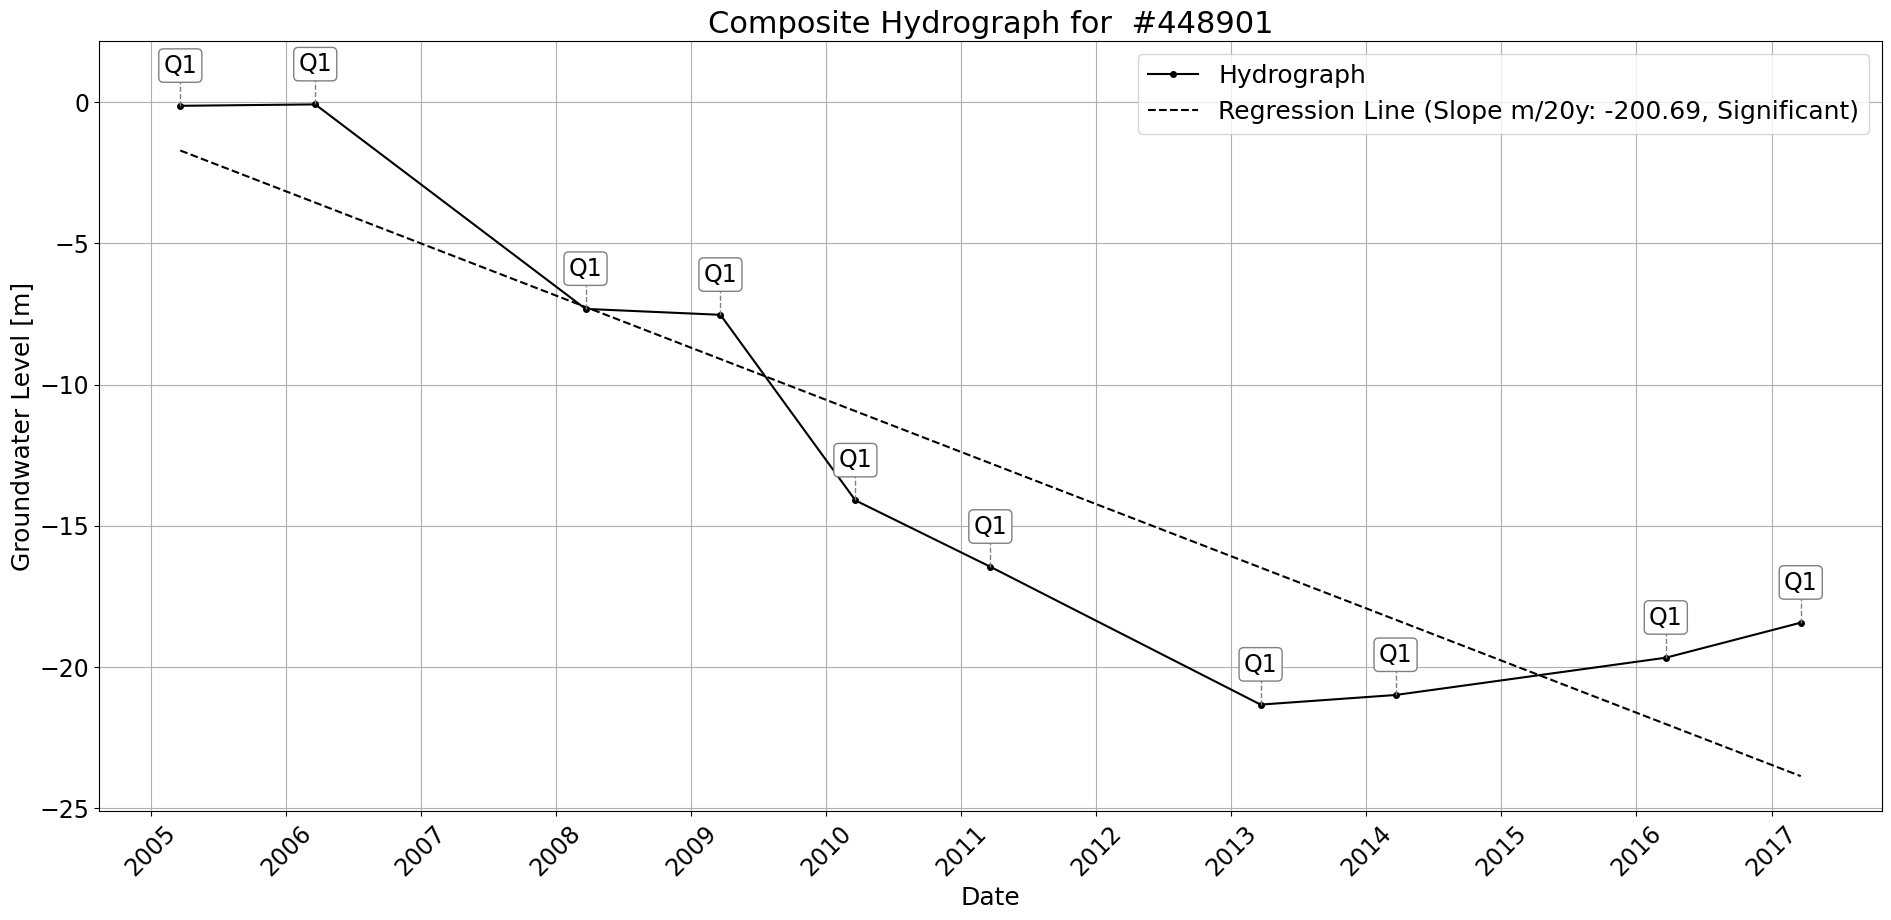 Composite Hydrograph for  #448901
Hydrograph
Regression Line (Slope m/20y: -200.69, Significant)
Q1
Q1
Q1
Q1
Q1
Q1
Q1
Q1
Q1
Q1
Groundwater Level [m]
0
−5
−10
−15
−20
−25
2005
2006
2007
2008
2009
2010
2011
2012
2013
2014
2015
2016
2017
Date